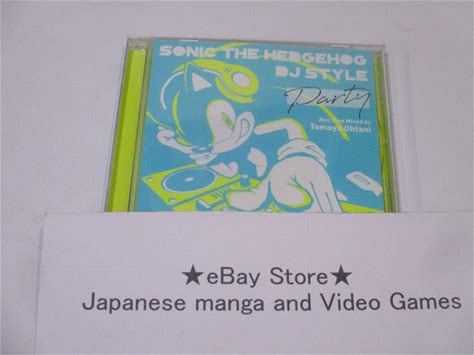 SONIC THE HEDGEHOG
DJ STYLE
Party
Non-Stop Mixed by
Tomoya Ohtani
★eBay Store★
Japanese manga and Video Games